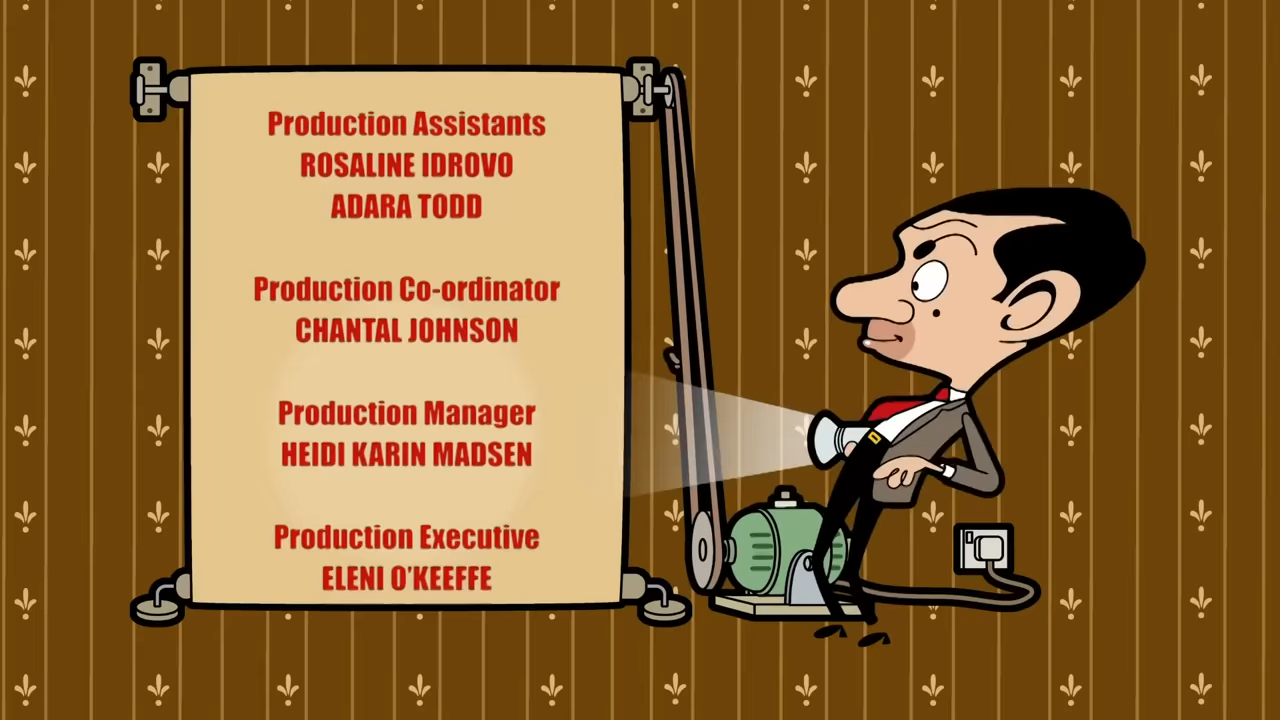 Production Assistants
ROSALINE IDROVO
ADARA TODD
Production Co-ordinator
CHANTAL JOHNSON
Production Manager
HEIDI KARIN MADSEN
Production Executive
ELENI O'KEEFFE